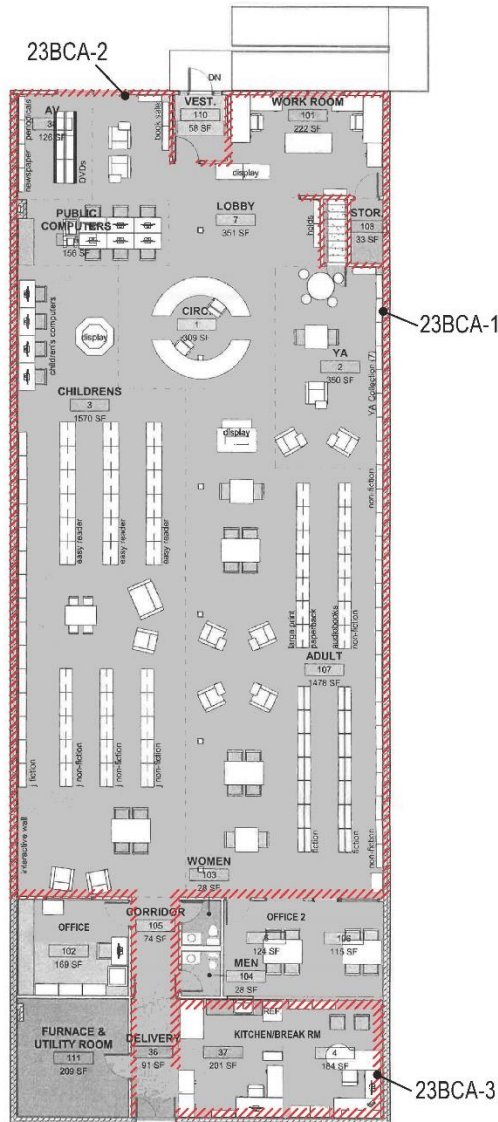 23BCA-2
DN
AV
126 SF
periodicals
newspaper
DVDs
book sale
VEST.
110
58 SF
WORK ROOM
101
222 SF
display
PUBLIC
COMPUTERS
LOBBY
7
351 SF
holds
STOR.
33 SF
children's computers
display
CIRC.
1
309 SF
23BCA-1
YA
2
350 SF
YA Collection (7)
CHILDRENS
3
1570 SF
display
non-fiction
easy reader
easy reader
easy reader
large print
paperback
audiobooks
non-fiction
ADULT
107
1478 SF
j fiction
j non-fiction
j non-fiction
j non-fiction
interactive wall
fiction
fiction
non-fiction
WOMEN
103
28 SF
CORRIDOR
105
74 SF
OFFICE
102
169 SF
OFFICE 2
124 SF
115 SF
MEN
104
28 SF
FURNACE &
UTILITY ROOM
111
209 SF
DELIVERY
36
91 SF
REF
KITCHEN/BREAK RM
37
201 SF
4
184 SF
23BCA-3